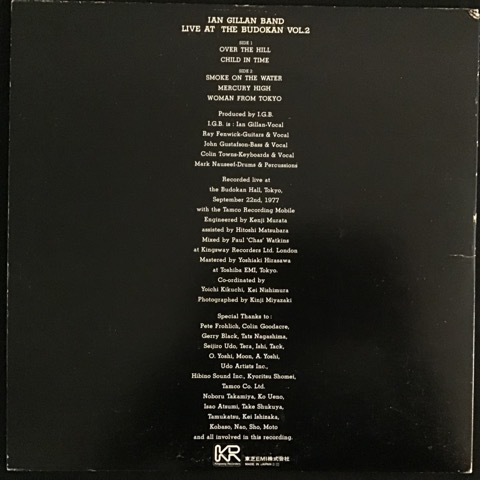 IAN GILLAN BAND
LIVE AT THE BUDOKAN VOL.2
SIDE 1
OVER THE HILL
CHILD IN TIME
SIDE 2
SMOKE ON THE WATER
MERCURY HIGH
WOMAN FROM TOKYO
Produced by I.G.B.
I.G.B. is : Ian Gillan-Vocal
Ray Fenwick-Guitars & Vocal
John Gustafson-Bass & Vocal
Colin Towns-Keyboards & Vocal
Mark Nauseef-Drums & Percussions
Recorded live at
the Budokan Hall, Tokyo,
September 22nd, 1977
with the Tamco Recording Mobile
Engineered by Kenji Murata
assisted by Hitoshi Matsubara
Mixed by Paul 'Chas' Watkins
at Kingsway Recorders Ltd. London
Mastered by Yoshiaki Hirasawa
at Toshiba EMI, Tokyo.
Co-ordinated by
Yoichi Kikuchi, Kei Nishimura
Photographed by Kinji Miyazaki
Special Thanks to :
Pete Frohlich, Colin Goodacre,
Gerry Black, Tats Nagashima,
Seijiro Udo, Tera, Ishi, Tack,
O. Yoshi, Moon, A. Yoshi,
Udo Artists Inc.,
Hibino Sound Inc., Kyoritsu Shomei,
Tamco Co. Ltd.
Noboru Takamiya, Ko Ueno,
Isao Atsumi, Take Shukuya,
Tamukatsu, Kei Ishizaka,
Kobaso, Nao, Sho, Moto
and all involved in this recording.
KR
Kingsway Recorders
東芝EMI株式会社
MADE IN JAPAN